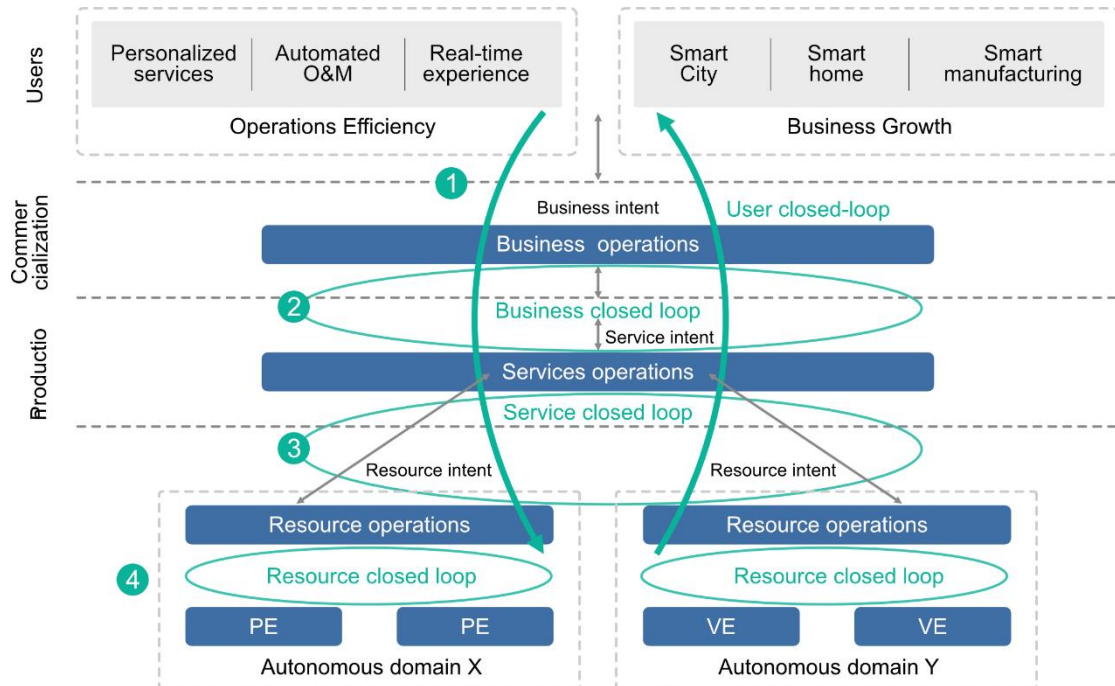 Users
Personalized
services
Automated
O&M
Real-time
experience
Operations Efficiency
Smart
City
Smart
home
Smart
manufacturing
Business Growth
1
Commer
cialization
Business intent
User closed-loop
Business operations
2
Business closed loop
Service intent
Productio
n
Services operations
Service closed loop
3
Resource intent
Resource intent
Resource operations
Resource operations
4
Resource closed loop
Resource closed loop
PE
PE
VE
VE
Autonomous domain X
Autonomous domain Y